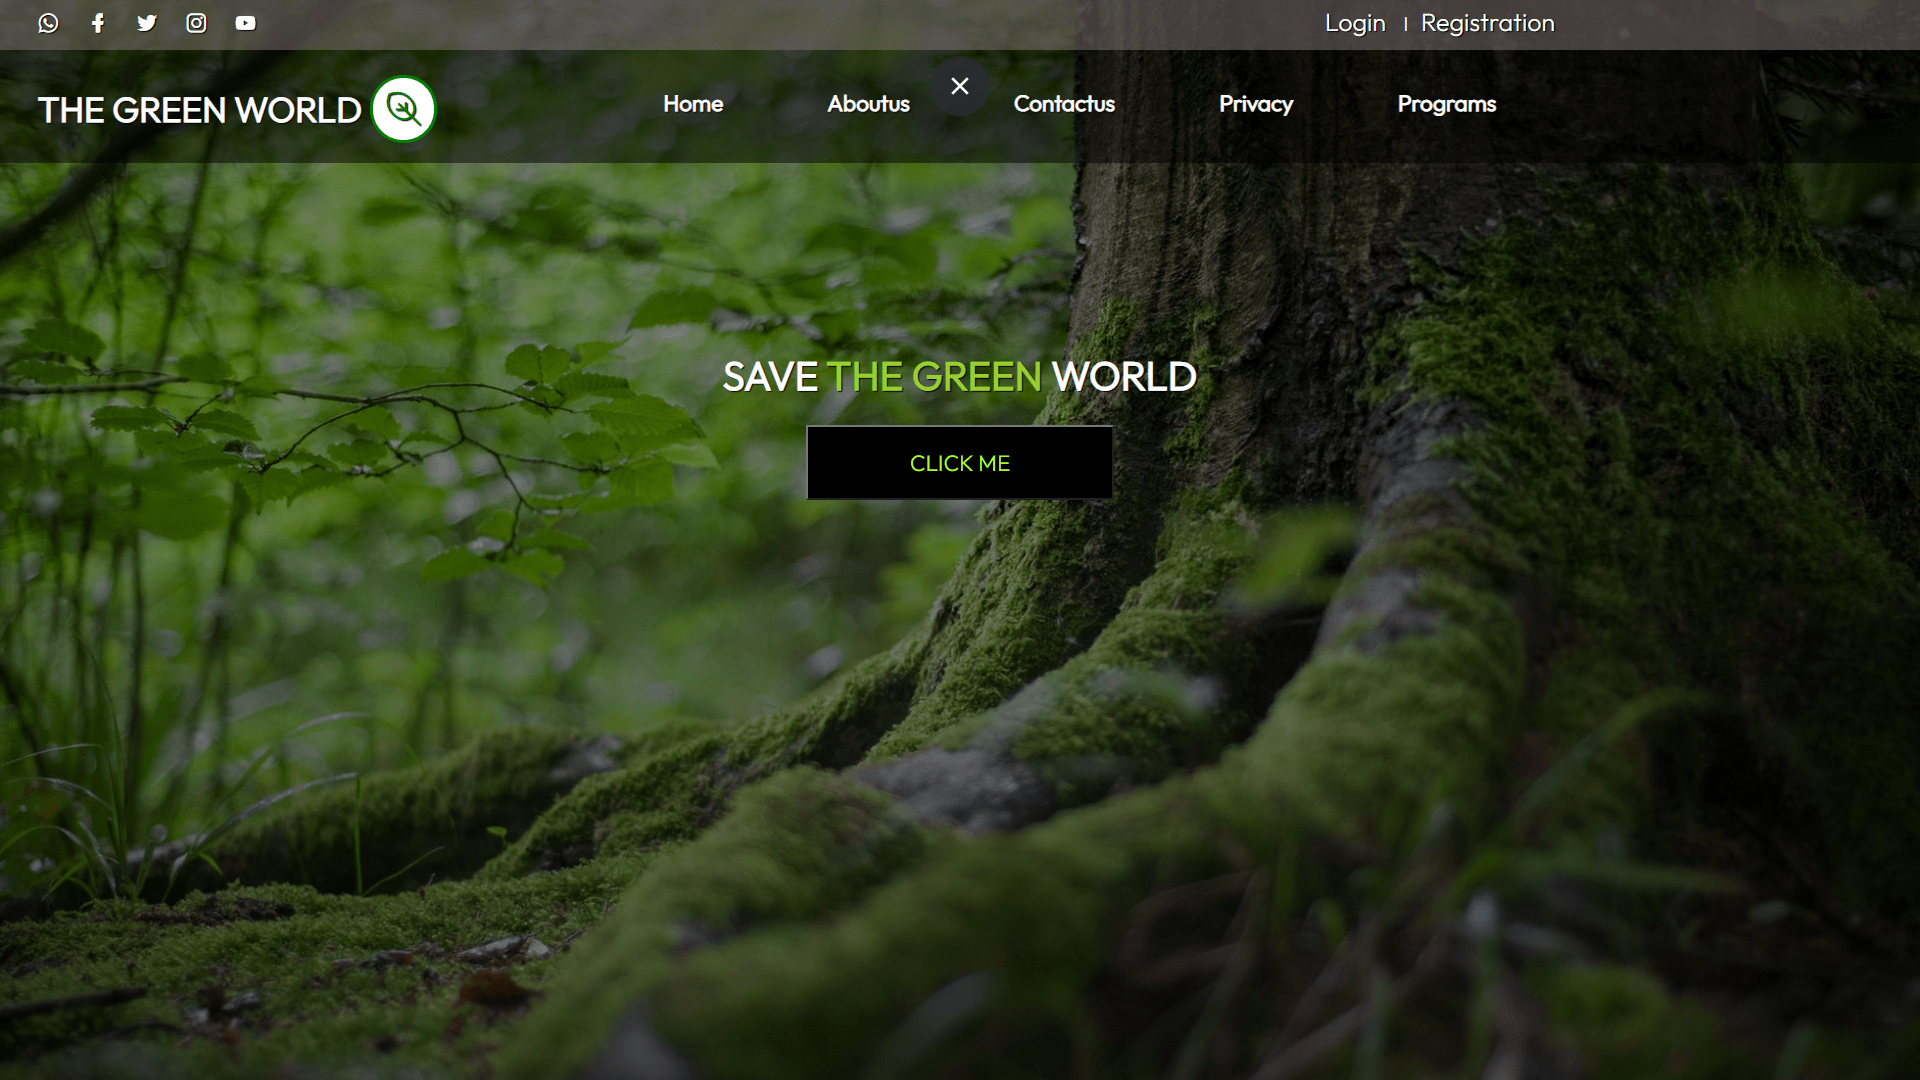 Login | Registration
THE GREEN WORLD
Home Aboutus Contactus Privacy Programs
SAVE THE GREEN WORLD
CLICK ME